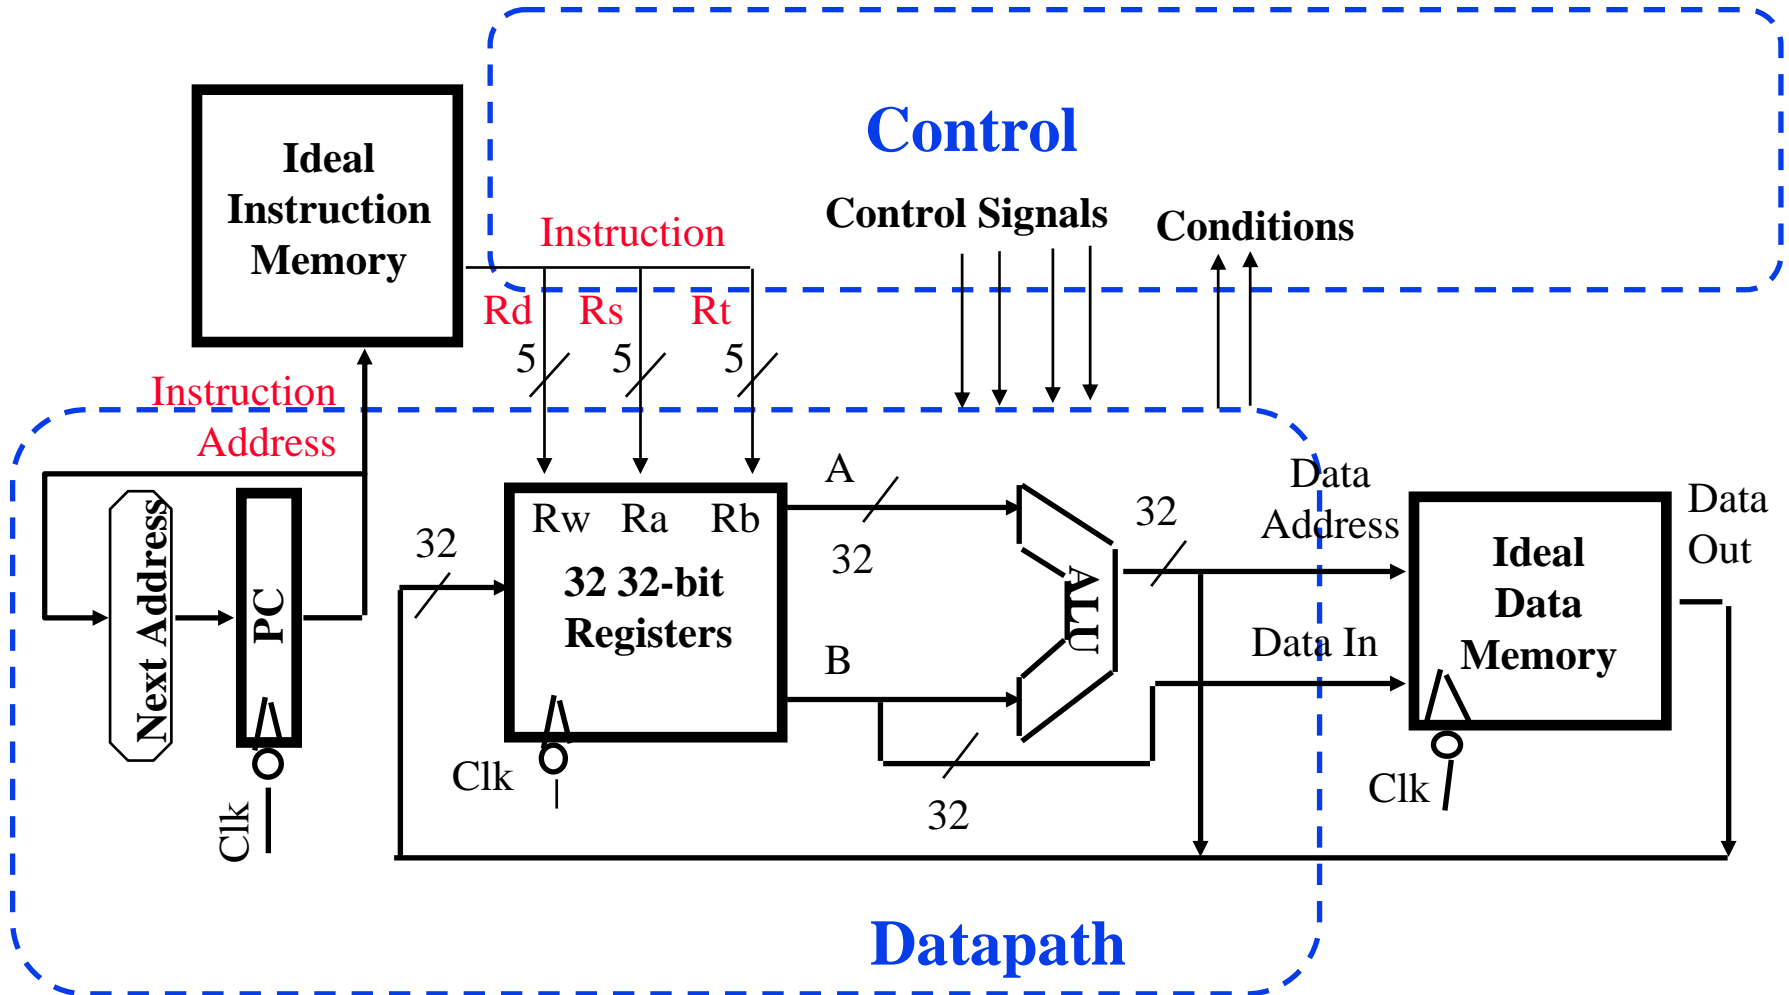 Control
Ideal
Instruction
Memory
Control Signals
Conditions
Instruction
Rd
Rs
Rt
5
5
5
Instruction
Address
A
Data
Address
Data
Out
32
Rw
Ra
Rb
32
32
Ideal
Data
Memory
32 32-bit
Registers
Next Address
PC
ALU
B
Data In
Clk
Clk
32
Clk
Datapath